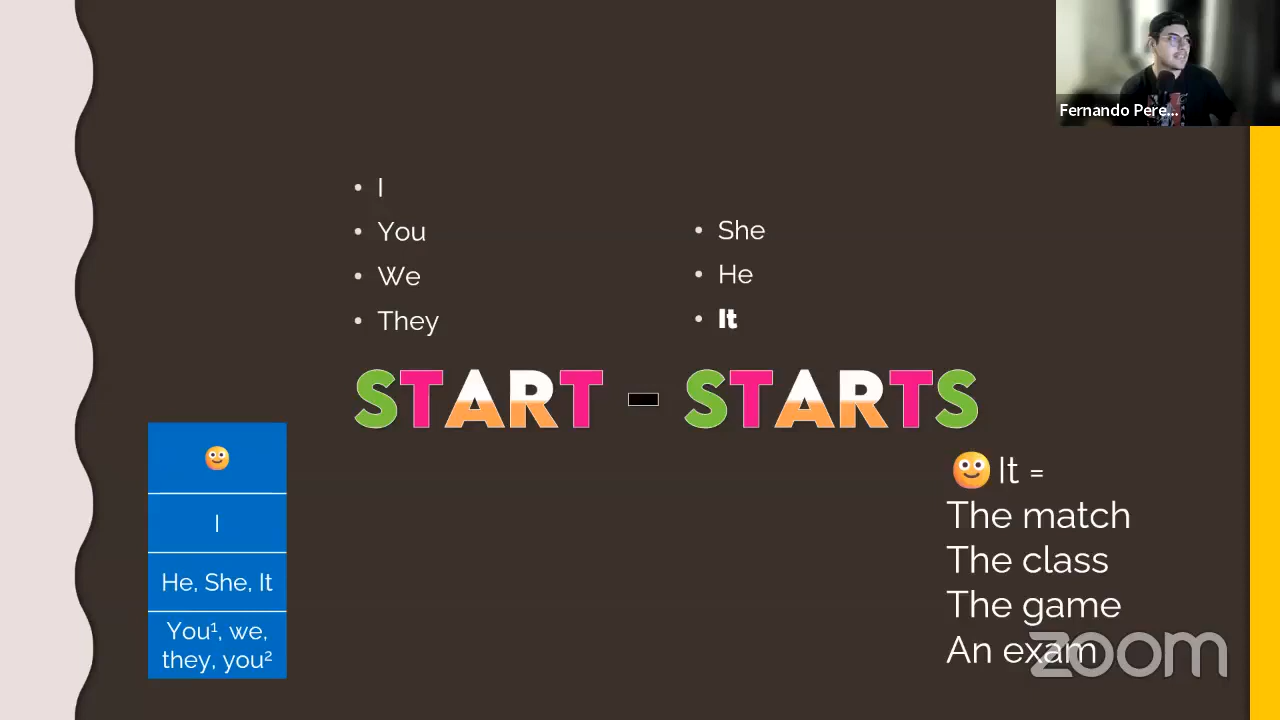 Fernando Pere...
• I
• You
• We
• They
• She
• He
• It
START - STARTS
I
He, She, It
You¹, we,
they, you²
It =
The match
The class
The game
An exam
zoom